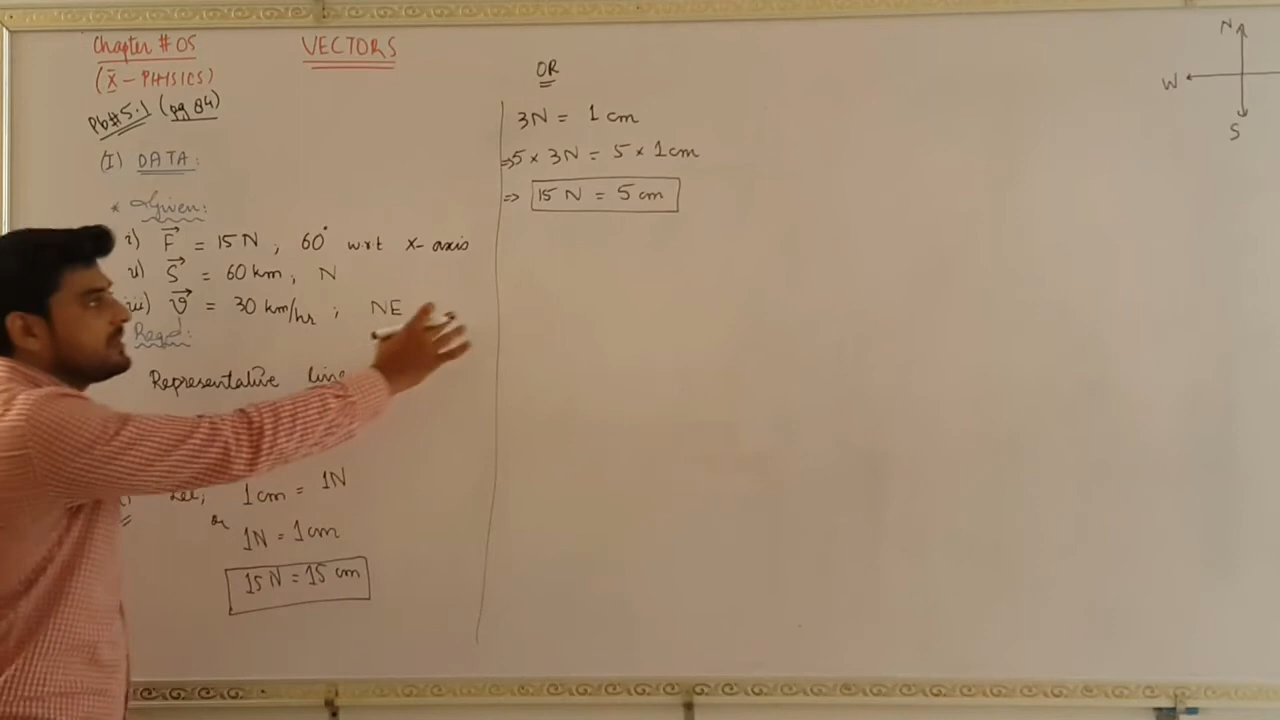 Chapter # 05
VECTORS
(X̄ - PHYSICS)
Pb# 5.1 (pg 84)
(I) DATA:
* Given:
i) F⃗ = 15 N ; 60° w.r.t x-axis
ii) S⃗ = 60 km ; N
iii) v⃗ = 30 km/hr ; NE
Reqd:
Representative line
Let, 1 cm = 1N
or
1N = 1 cm
15 N = 15 cm
OR
3N = 1 cm
⇒ 5 × 3N = 5 × 1 cm
⇒ 15 N = 5 cm
N
W
S